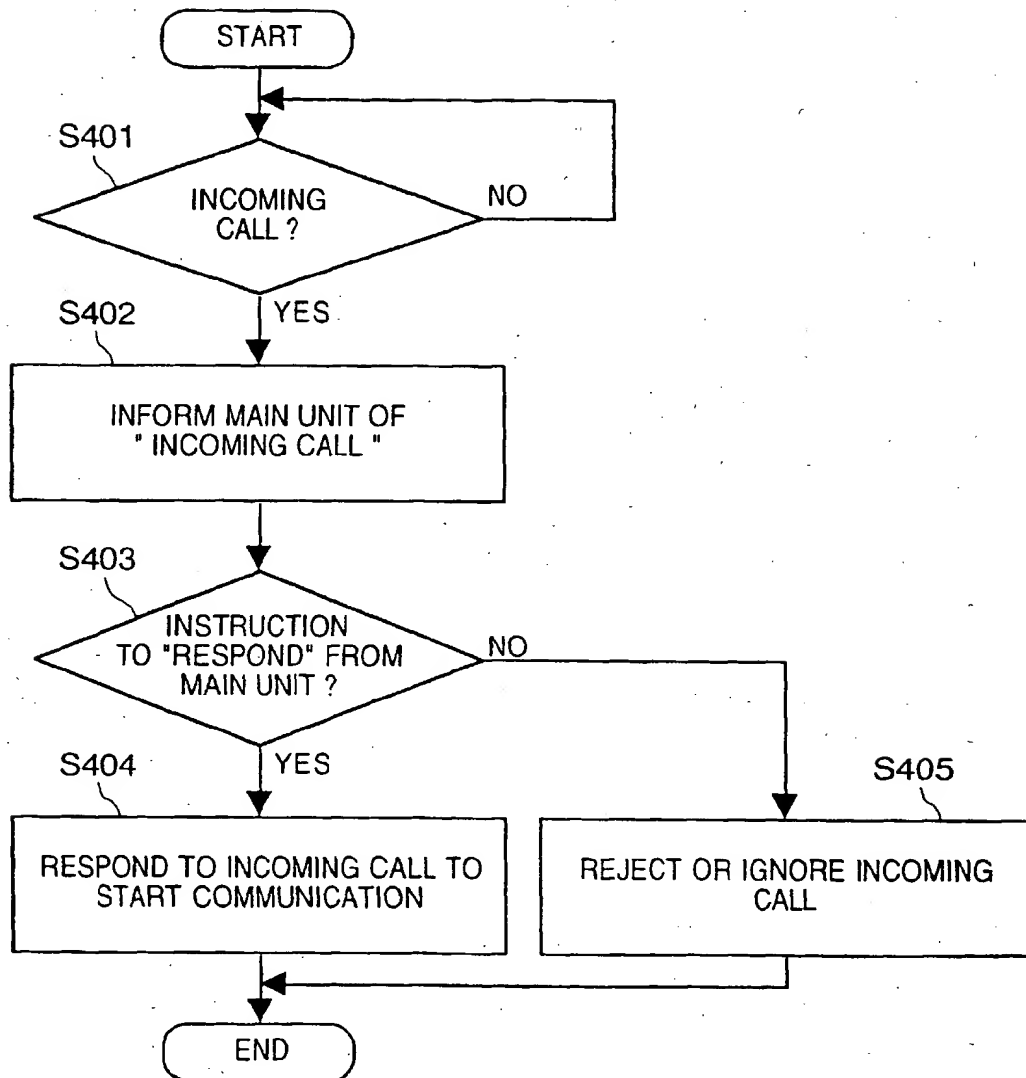 START
S401
INCOMING
CALL ?
NO
YES
S402
INFORM MAIN UNIT OF
" INCOMING CALL "
S403
INSTRUCTION
TO "RESPOND" FROM
MAIN UNIT ?
NO
YES
S404
RESPOND TO INCOMING CALL TO
START COMMUNICATION
S405
REJECT OR IGNORE INCOMING
CALL
END